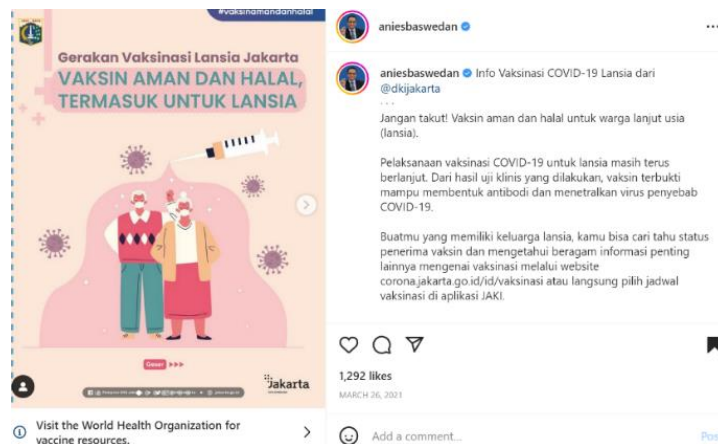 #vaksinamandanhalal
Gerakan Vaksinasi Lansia Jakarta
VAKSIN AMAN DAN HALAL,
TERMASUK UNTUK LANSIA
Geser >>>
Jakarta
Visit the World Health Organization for
vaccine resources.
aniesbaswedan
aniesbaswedan Info Vaksinasi COVID-19 Lansia dari
@dkijakarta
. . .
Jangan takut! Vaksin aman dan halal untuk warga lanjut usia
(lansia).
Pelaksanaan vaksinasi COVID-19 untuk lansia masih terus
berlanjut. Dari hasil uji klinis yang dilakukan, vaksin terbukti
mampu membentuk antibodi dan menetralkan virus penyebab
COVID-19.
Buatmu yang memiliki keluarga lansia, kamu bisa cari tahu status
penerima vaksin dan mengetahui beragam informasi penting
lainnya mengenai vaksinasi melalui website
corona.jakarta.go.id/id/vaksinasi atau langsung pilih jadwal
vaksinasi di aplikasi JAKI.
1,292 likes
MARCH 26, 2021
Add a comment...
Pos